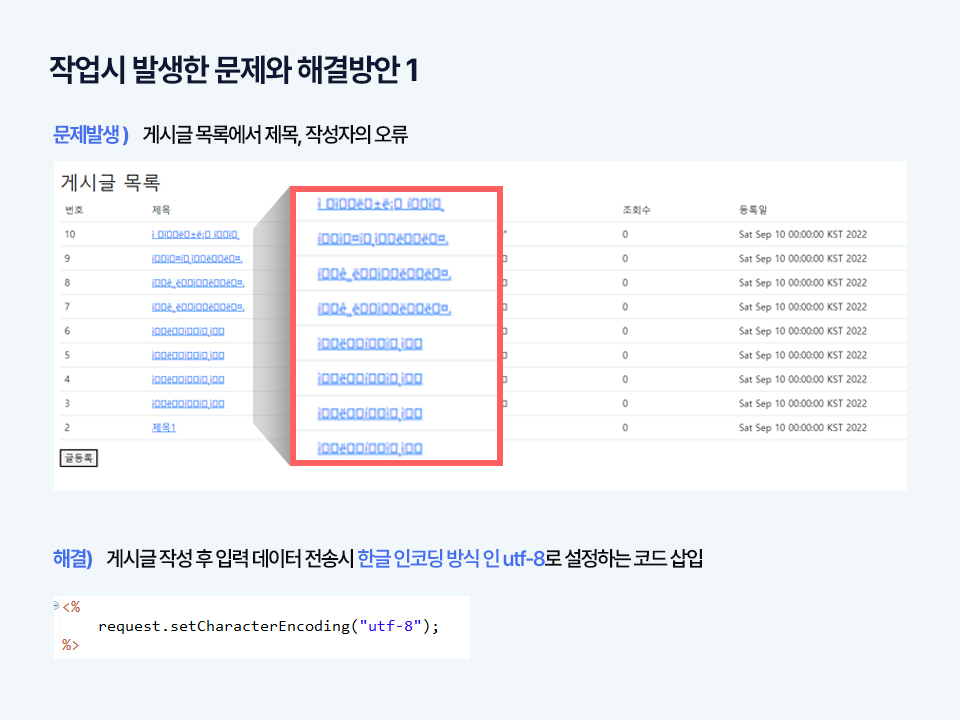 작업시 발생한 문제와 해결방안 1
문제발생 ) 게시글 목록에서 제목, 작성자의 오류
게시글 목록
번호 제목 조회수 등록일
10 0 Sat Sep 10 00:00:00 KST 2022
9 0 Sat Sep 10 00:00:00 KST 2022
8 0 Sat Sep 10 00:00:00 KST 2022
7 0 Sat Sep 10 00:00:00 KST 2022
6 0 Sat Sep 10 00:00:00 KST 2022
5 0 Sat Sep 10 00:00:00 KST 2022
4 0 Sat Sep 10 00:00:00 KST 2022
3 0 Sat Sep 10 00:00:00 KST 2022
2 제목1 0 Sat Sep 10 00:00:00 KST 2022
글등록
해결) 게시글 작성 후 입력 데이터 전송시 한글 인코딩 방식 인 utf-8로 설정하는 코드 삽입
<%
request.setCharacterEncoding("utf-8");
%>